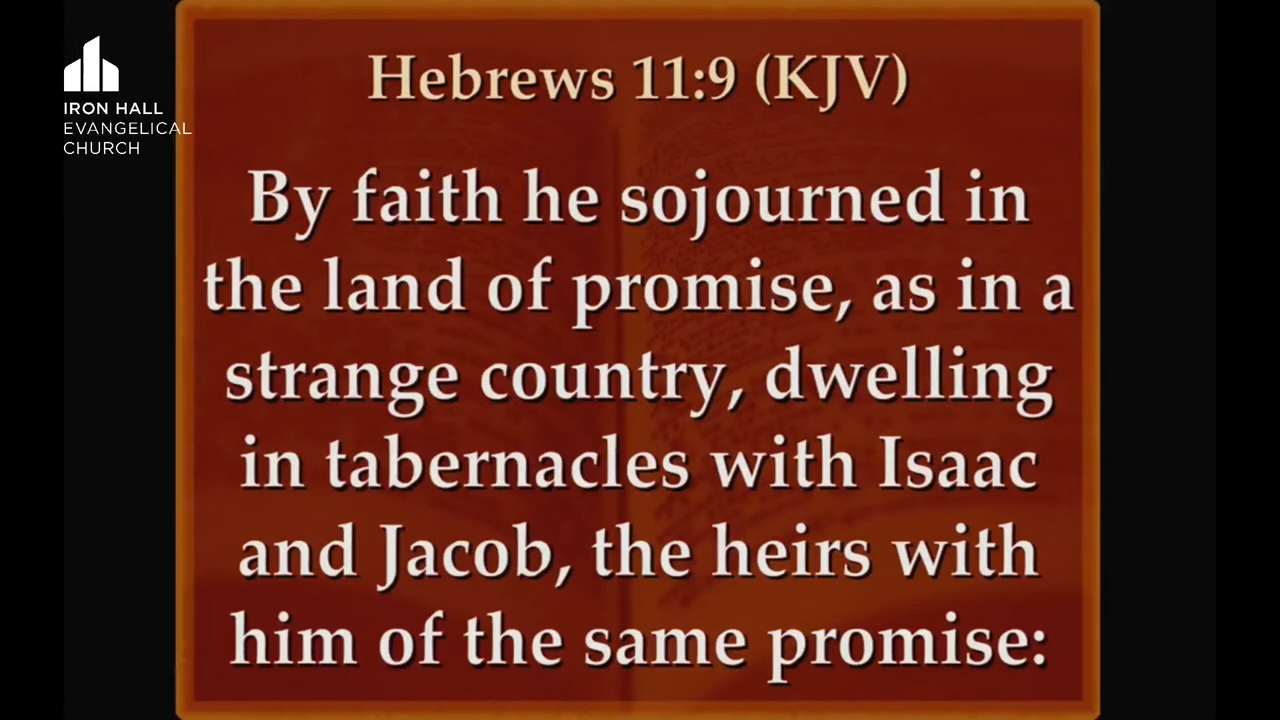 IRON HALL
EVANGELICAL
CHURCH
Hebrews 11:9 (KJV)
By faith he sojourned in
the land of promise, as in a
strange country, dwelling
in tabernacles with Isaac
and Jacob, the heirs with
him of the same promise: